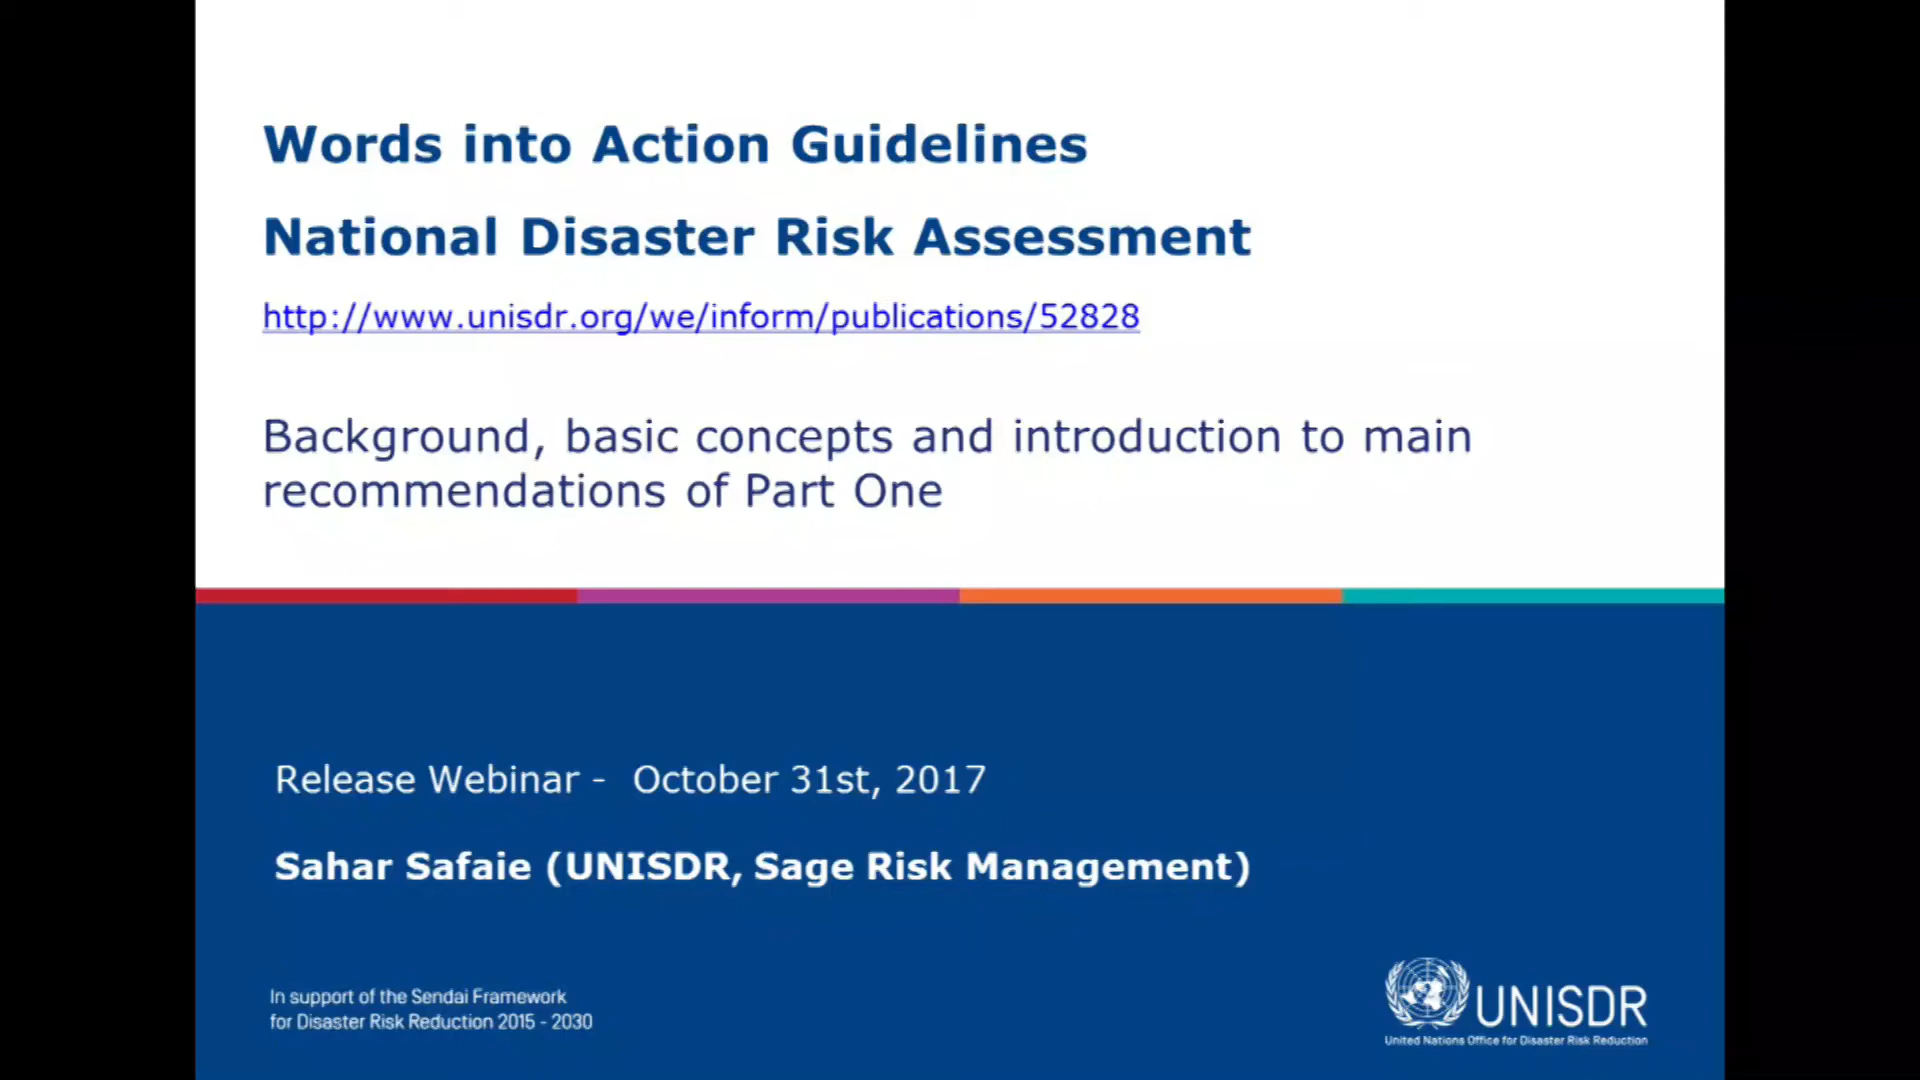 Words into Action Guidelines
National Disaster Risk Assessment
http://www.unisdr.org/we/inform/publications/52828
Background, basic concepts and introduction to main
recommendations of Part One
Release Webinar - October 31st, 2017
Sahar Safaie (UNISDR, Sage Risk Management)
In support of the Sendai Framework
for Disaster Risk Reduction 2015 - 2030
UNISDR
United Nations Office for Disaster Risk Reduction